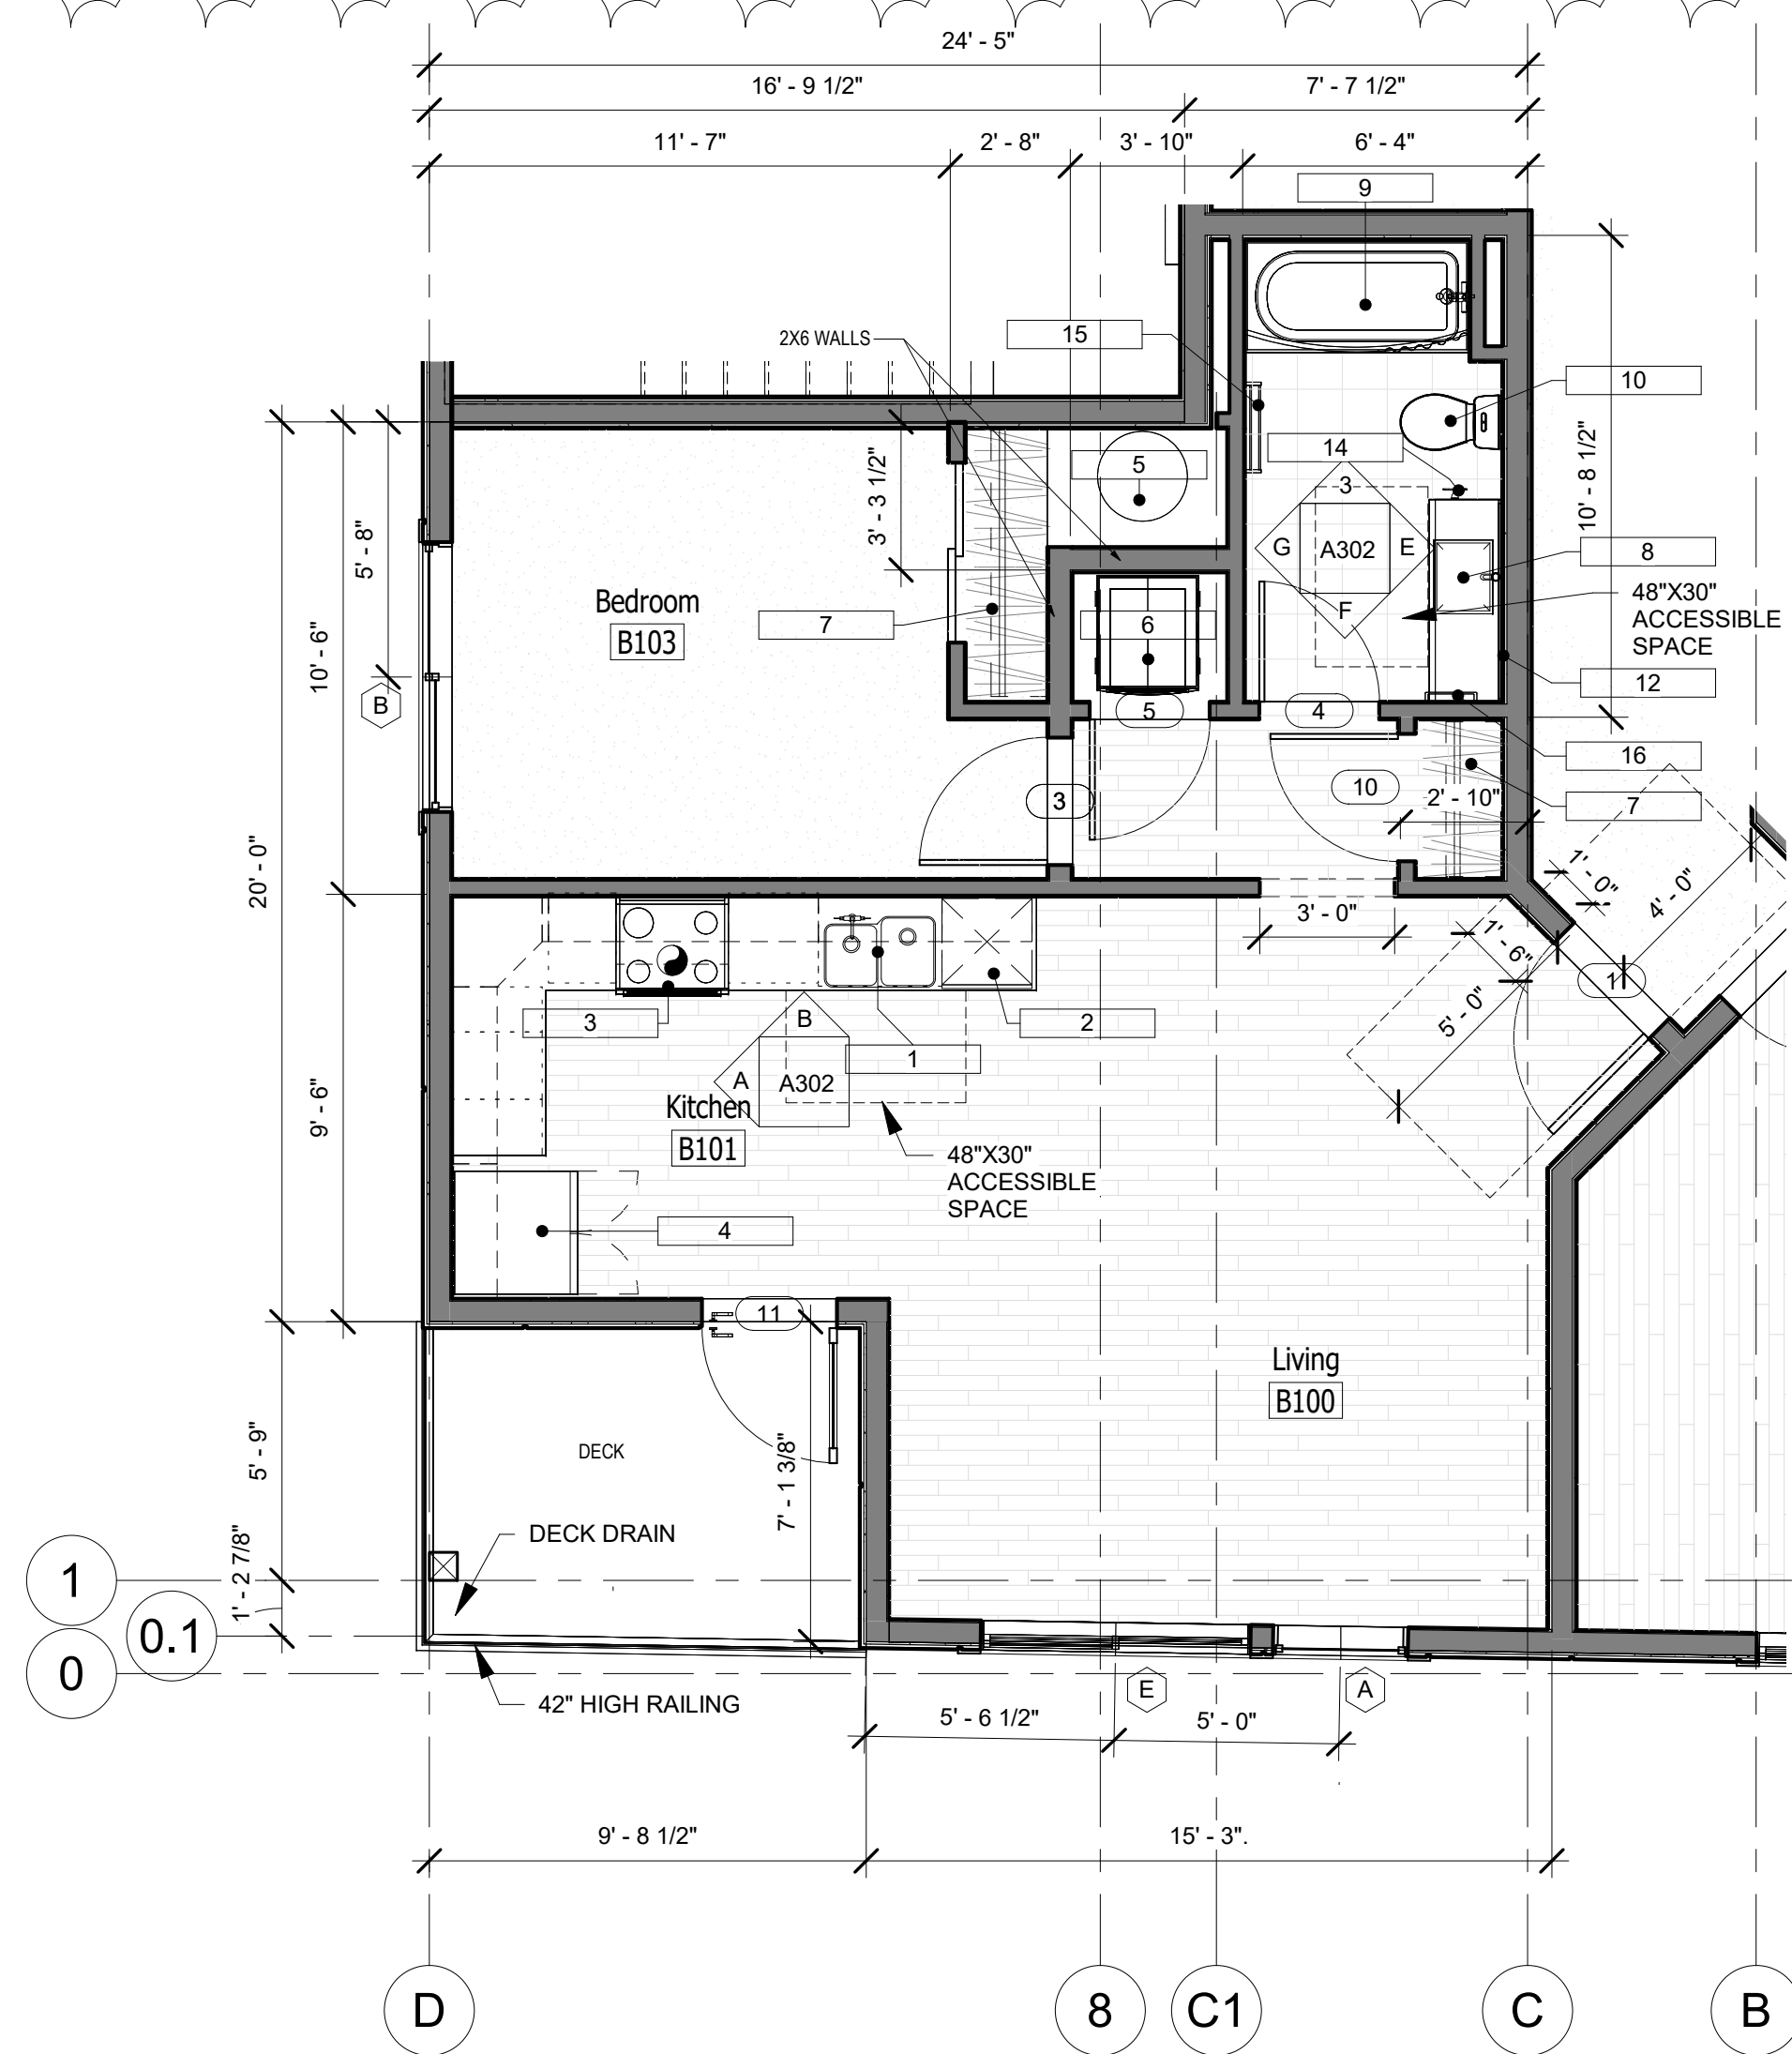 24' - 5"
16' - 9 1/2"
7' - 7 1/2"
11' - 7"
2' - 8"
3' - 10"
6' - 4"
9
15
2X6 WALLS
10
14
5
3
3' - 3 1/2"
10' - 8 1/2"
5' - 8"
G
A302
E
8
48"X30"
ACCESSIBLE
SPACE
Bedroom
B103
7
6
F
10' - 6"
12
B
5
4
16
3
10
2' - 10"
7
20' - 0"
1' - 0"
4' - 0"
3' - 0"
1' - 6"
1
5' - 0"
3
B
2
1
A
A302
Kitchen
B101
9' - 6"
48"X30"
ACCESSIBLE
SPACE
4
11
Living
B100
5' - 9"
DECK
7' - 1 3/8"
DECK DRAIN
1' - 2 7/8"
1
0.1
0
42" HIGH RAILING
E
A
5' - 6 1/2"
5' - 0"
9' - 8 1/2"
15' - 3".
D
8
C1
C
B